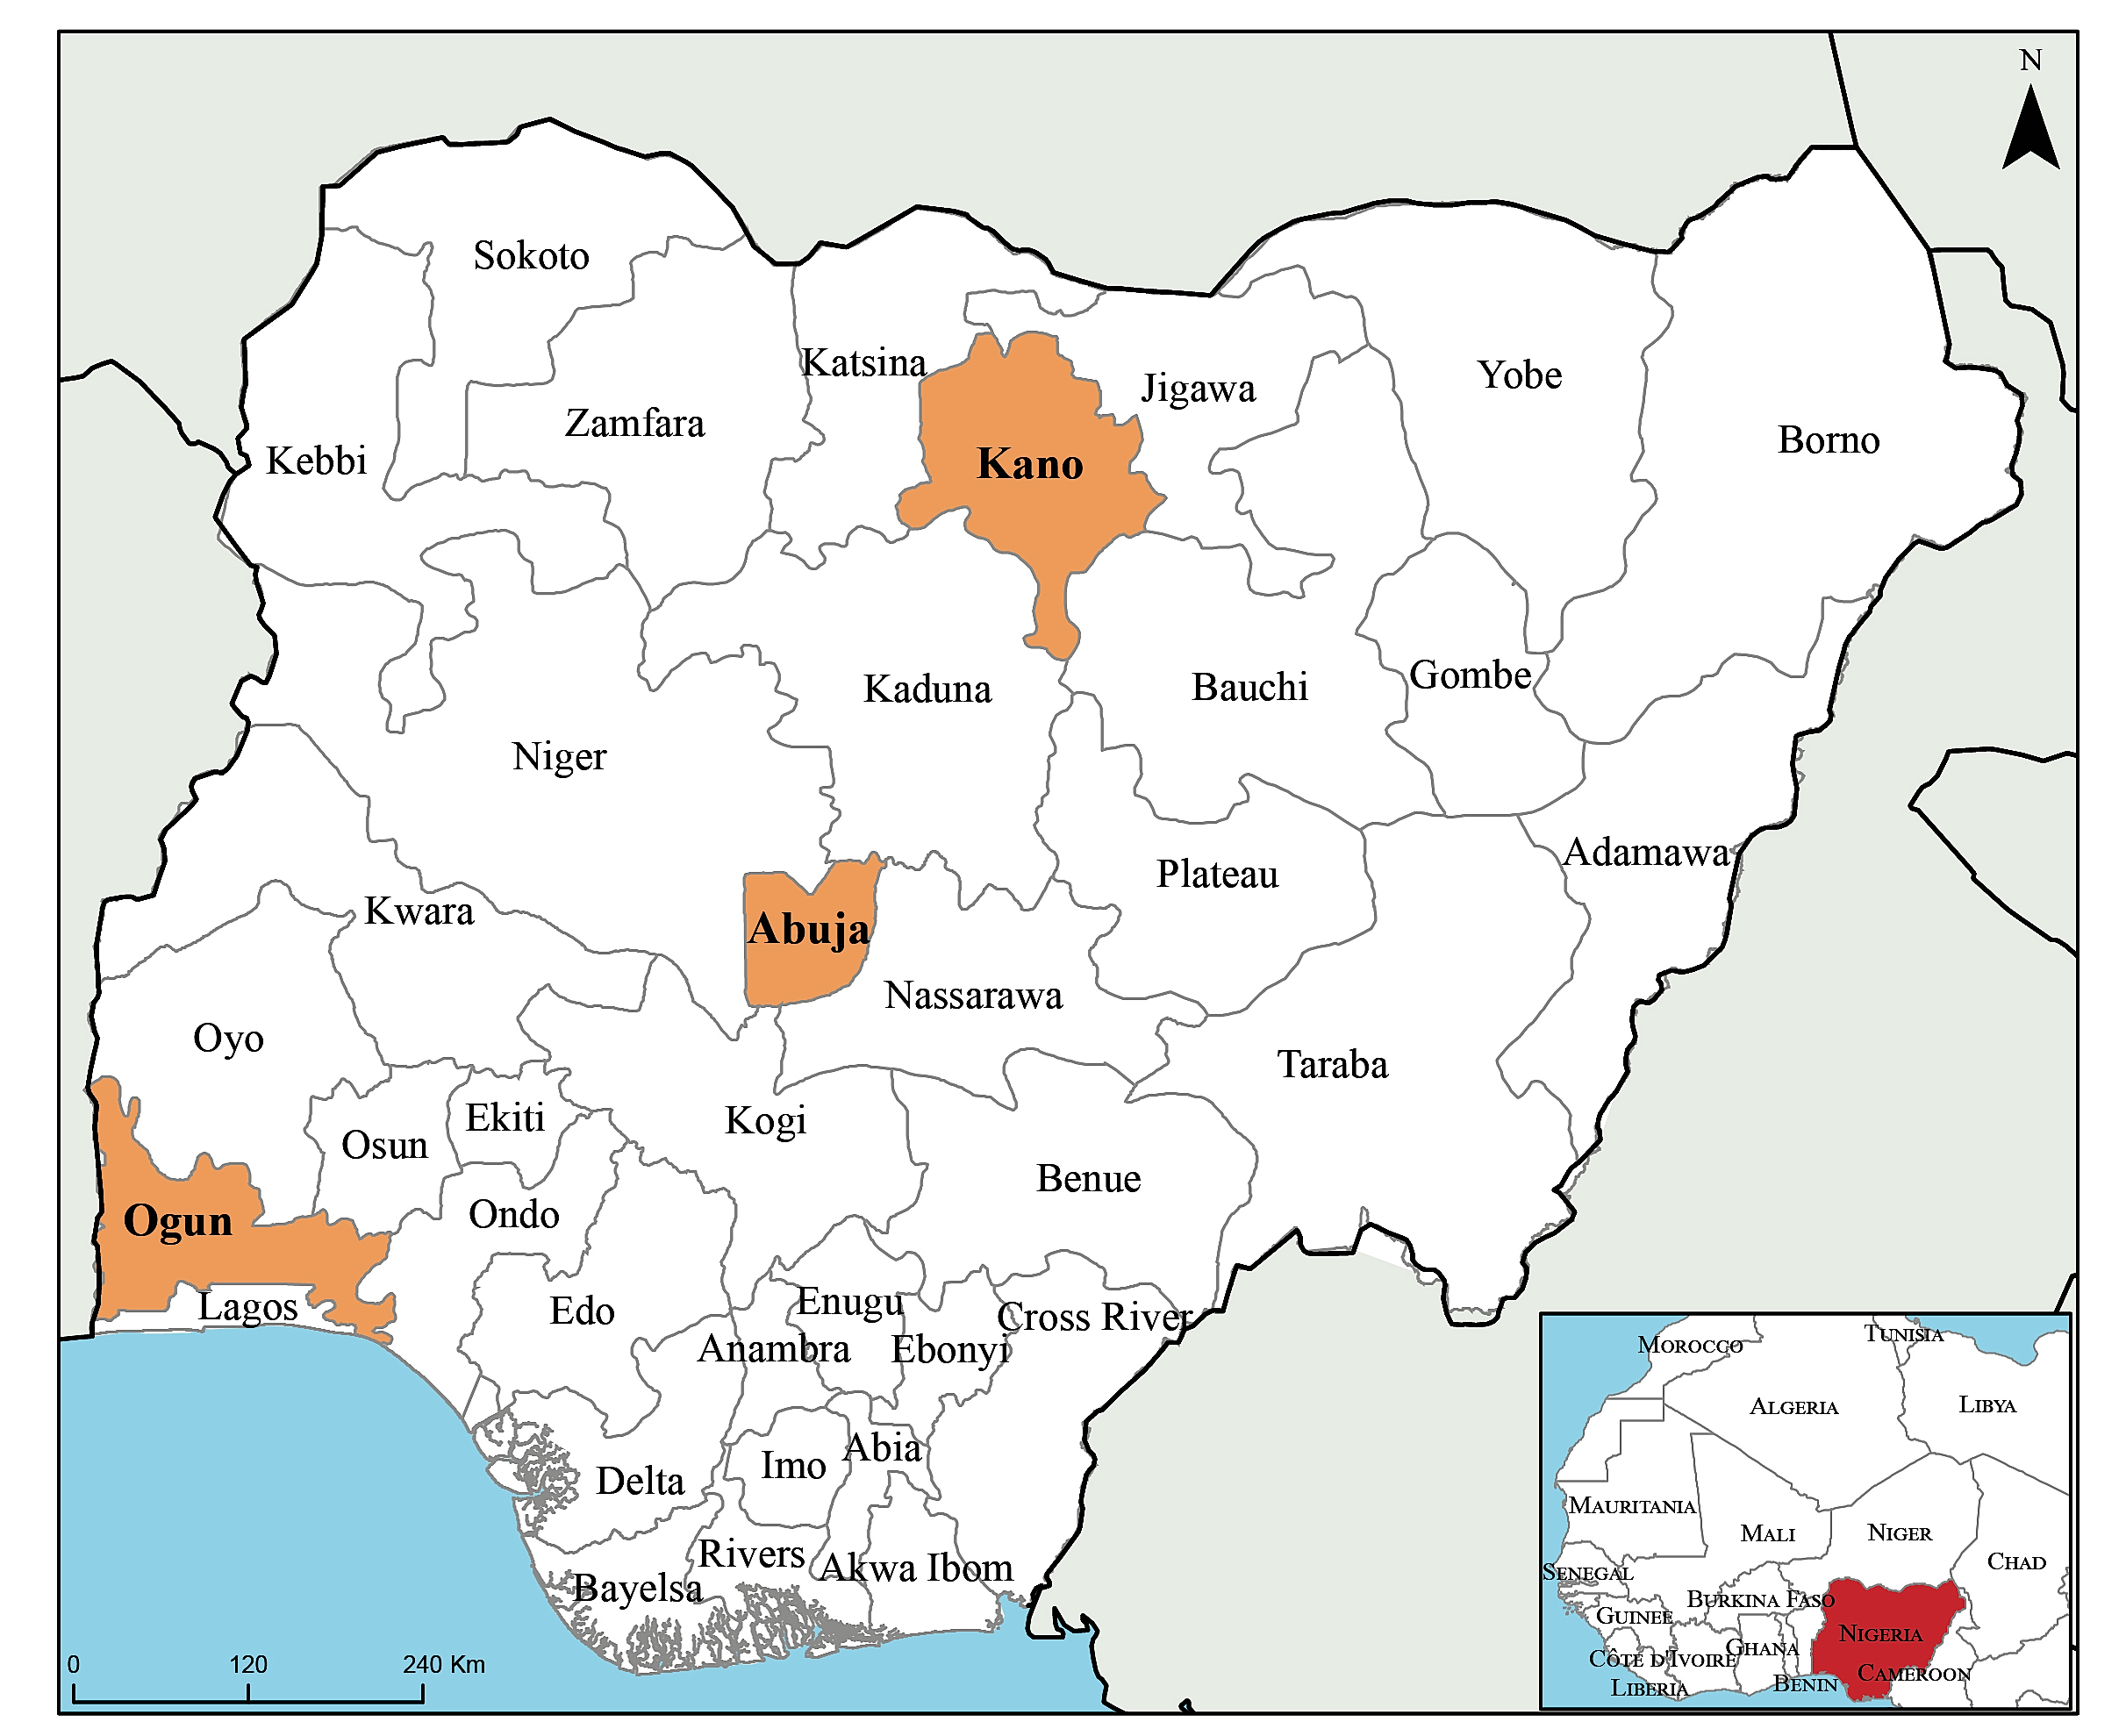 N
Sokoto
Katsina
Jigawa
Yobe
Zamfara
Borno
Kebbi
Kano
Kaduna
Bauchi
Gombe
Niger
Adamawa
Plateau
Kwara
Abuja
Nassarawa
Oyo
Taraba
Ekiti
Kogi
Osun
Benue
Ogun
Ondo
Lagos
Edo
Enugu
Cross River
Anambra
Ebonyi
Imo
Abia
Delta
Rivers
Akwa Ibom
Bayelsa
0 120 240 Km
Morocco
Tunisia
Algeria
Libya
Mauritania
Mali
Niger
Chad
Senegal
Burkina Faso
Guinee
Nigeria
Ghana
Côte d'Ivoire
Cameroon
Benin
Liberia